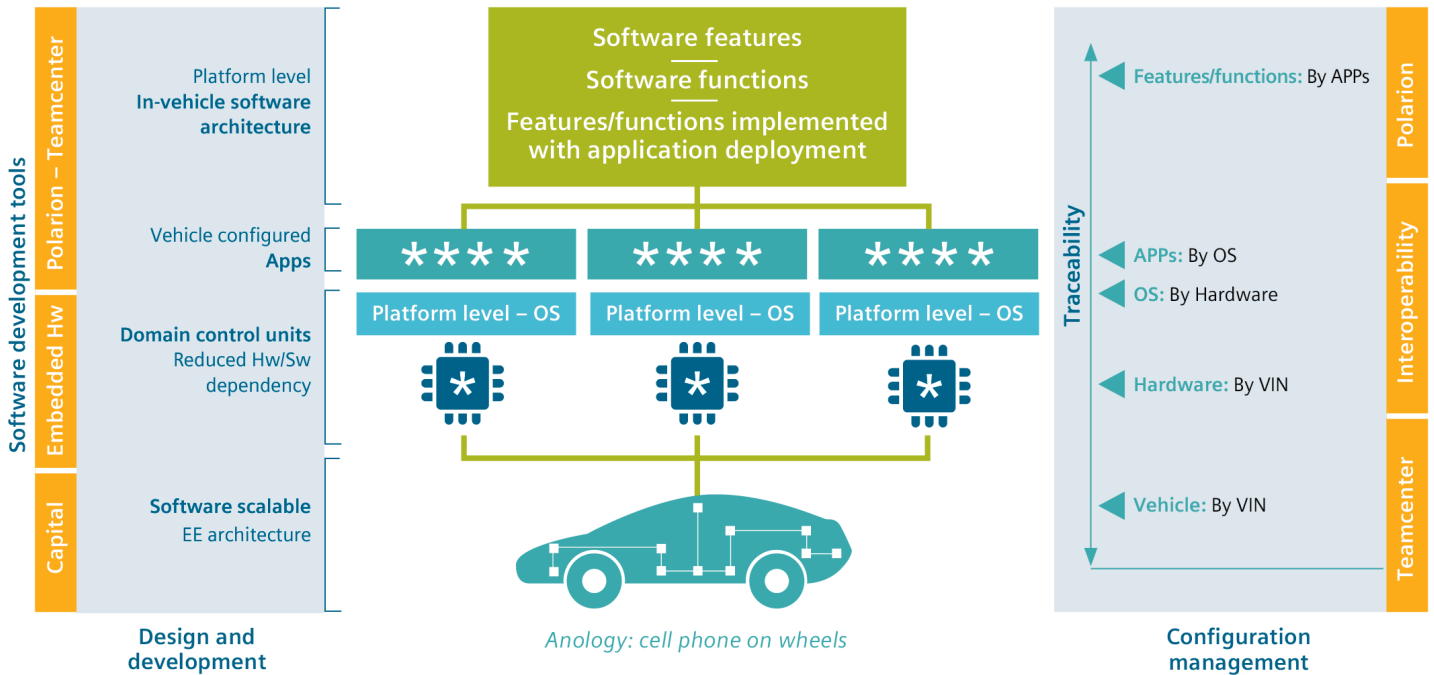 Software development tools
Polarion – Teamcenter
Embedded Hw
Capital
Platform level
In-vehicle software
architecture
Vehicle configured
Apps
Domain control units
Reduced Hw/Sw
dependency
Software scalable
EE architecture
Design and
development
Software features
Software functions
Features/functions implemented
with application deployment
**** **** ****
Platform level – OS Platform level – OS Platform level – OS
* * *
Anology: cell phone on wheels
Traceability
Features/functions: By APPs
APPs: By OS
OS: By Hardware
Hardware: By VIN
Vehicle: By VIN
Polarion
Interoperability
Teamcenter
Configuration
management